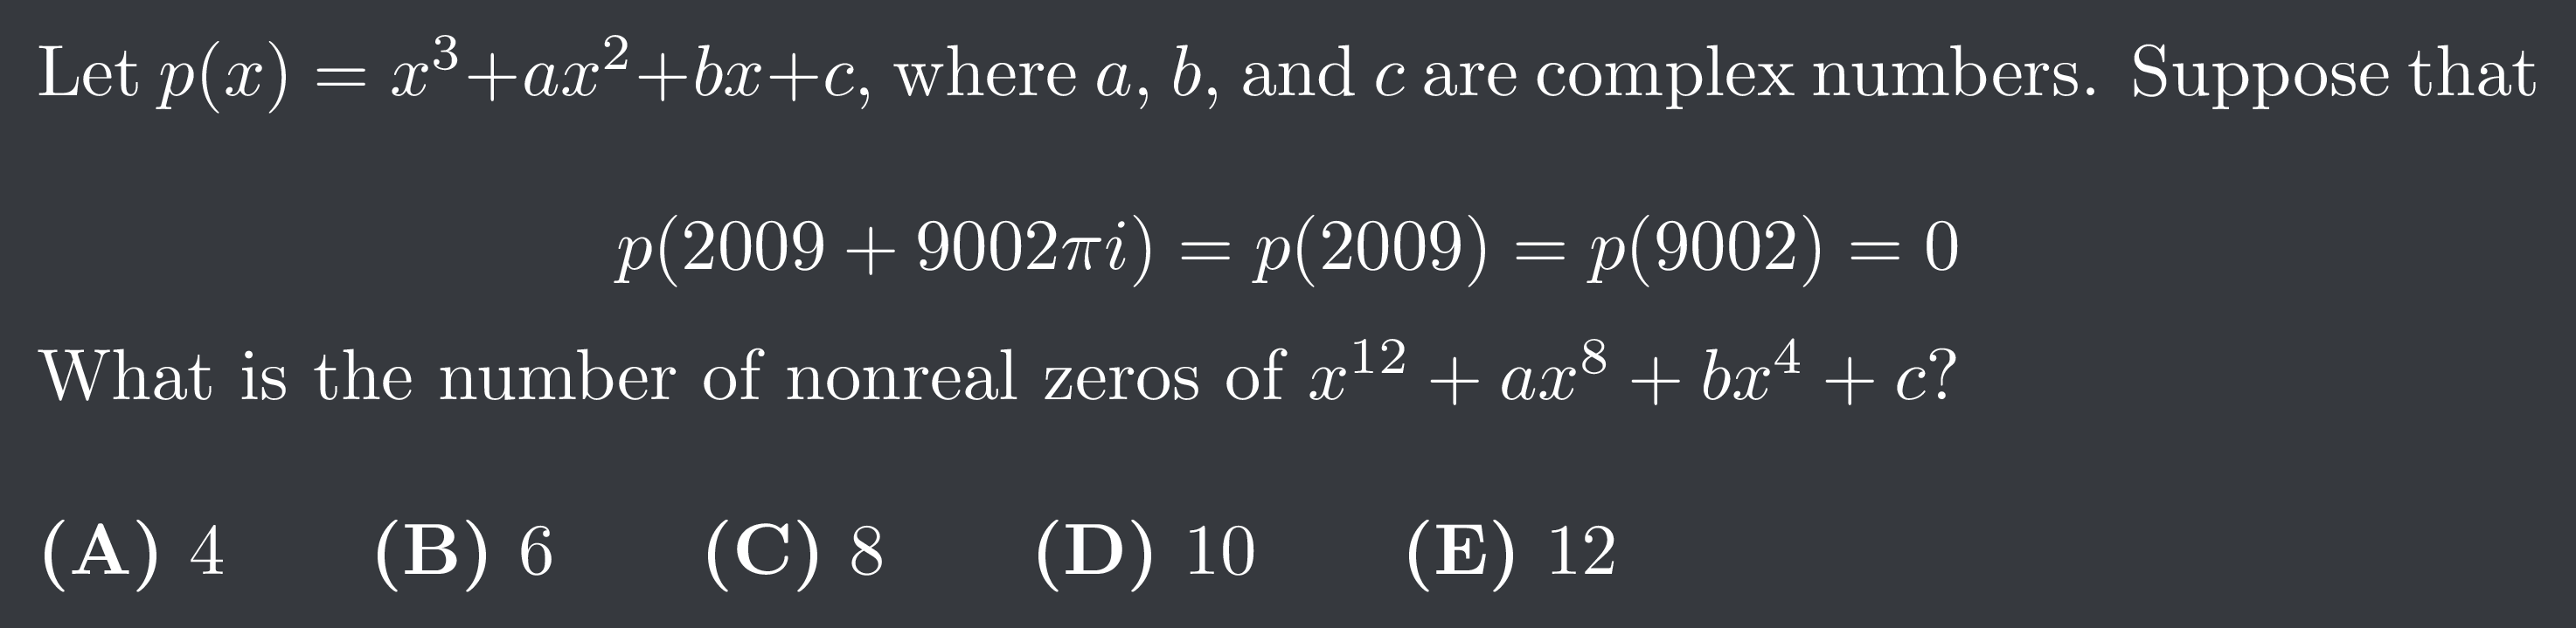 Let p(x) = x³+ax²+bx+c, where a, b, and c are complex numbers. Suppose that
p(2009 + 9002πi) = p(2009) = p(9002) = 0
What is the number of nonreal zeros of x¹² + ax⁸ + bx⁴ + c?
(A) 4 (B) 6 (C) 8 (D) 10 (E) 12